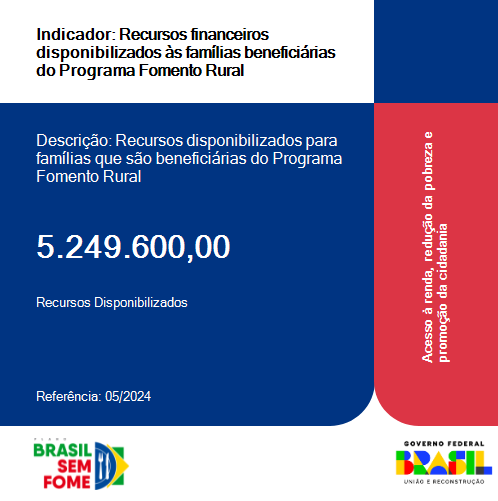 Indicador: Recursos financeiros
disponibilizados às famílias beneficiárias
do Programa Fomento Rural
Descrição: Recursos disponibilizados para
famílias que são beneficiárias do Programa
Fomento Rural
5.249.600,00
Recursos Disponibilizados
Referência: 05/2024
Acesso à renda, redução da pobreza e
promoção da cidadania
PLANO
BRASIL
SEM
FOME
GOVERNO FEDERAL
BRASIL
UNIÃO E RECONSTRUÇÃO